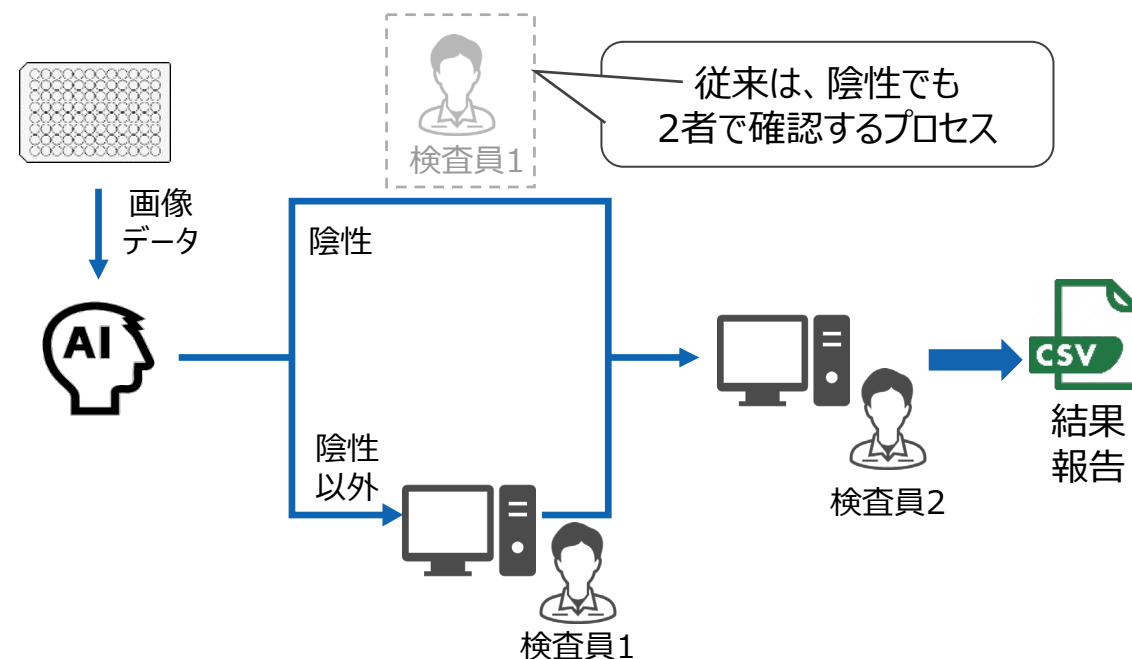 従来は、陰性でも
2者で確認するプロセス
検査員1
画像
データ
陰性
AI
CSV
陰性
以外
結果
報告
検査員2
検査員1